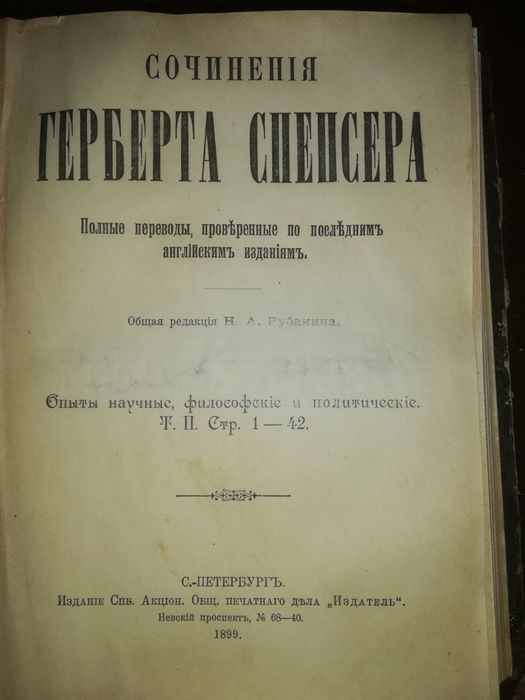 СОЧИНЕНІЯ
ГЕРБЕРТА СПЕНСЕРА
Полные переводы, провѣренные по послѣднимъ
англійскимъ изданіямъ.
Общая редакція Н. А. Рубакина.
Опыты научные, философскіе и политическіе.
Т. II. Стр. 1 — 42.
С.-ПЕТЕРБУРГЪ.
Изданіе Спб. Акціон. Общ. печатнаго дѣла „Издатель“.
Невскій проспектъ, № 68—40.
1899.